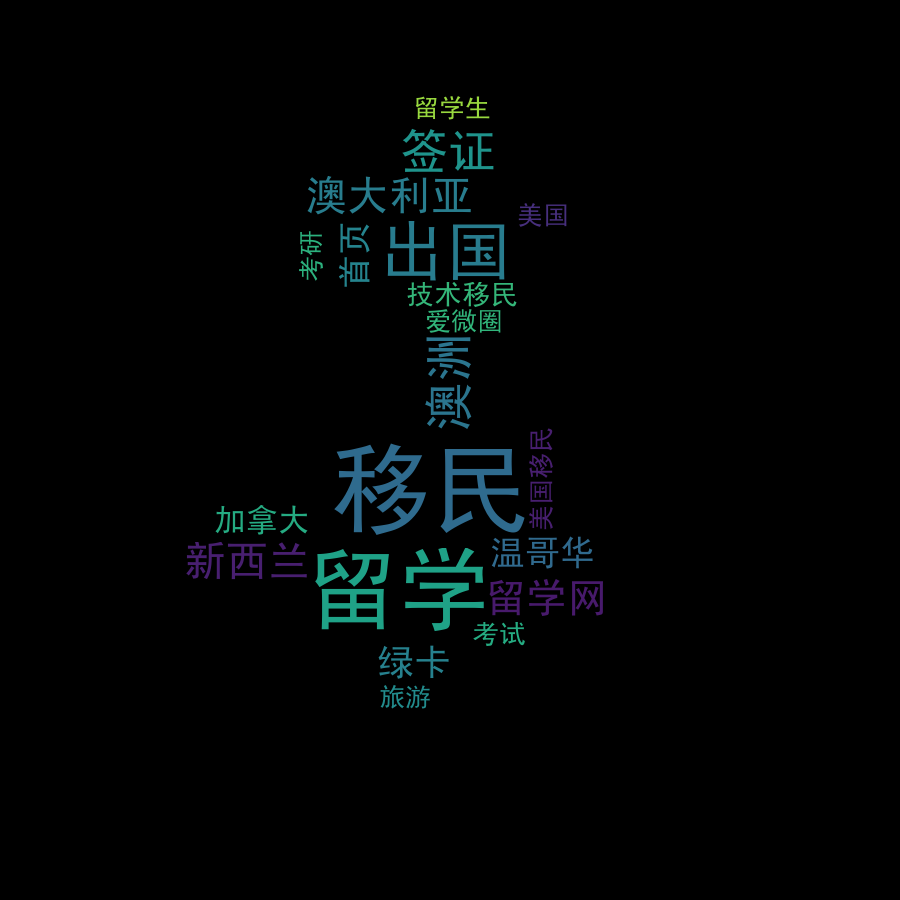 留学生
签证
澳大利亚
美国
出国
首页
考研
技术移民
爱微圈
澳洲
移民
美国移民
加拿大
新西兰
温哥华
留学
留学网
考试
绿卡
旅游